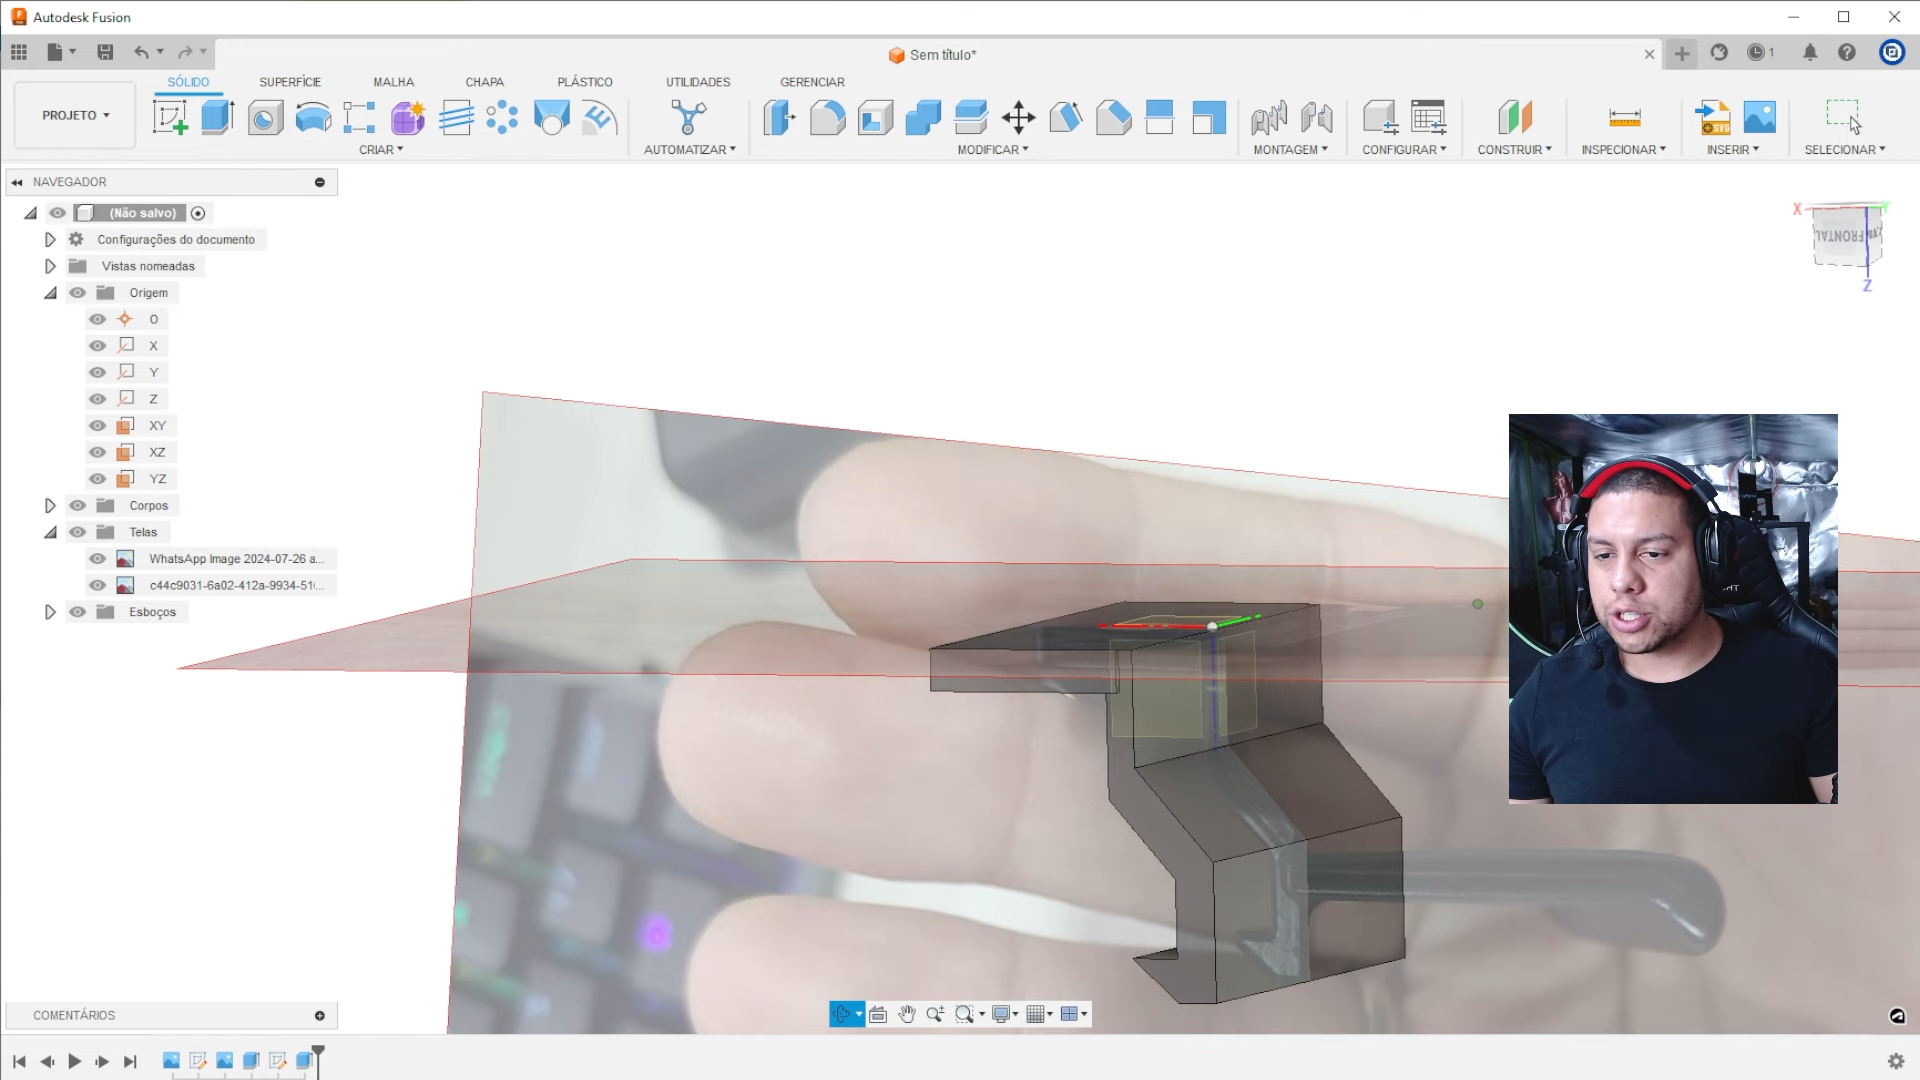 Autodesk Fusion
Sem título*
1
PROJETO
SÓLIDO
SUPERFÍCIE
MALHA
CHAPA
PLÁSTICO
UTILIDADES
GERENCIAR
CRIAR
AUTOMATIZAR
MODIFICAR
MONTAGEM
CONFIGURAR
CONSTRUIR
INSPECIONAR
INSERIR
SELECIONAR
SVG
NAVEGADOR
(Não salvo)
Configurações do documento
Vistas nomeadas
Origem
O
X
Y
Z
XY
XZ
YZ
Corpos
Telas
WhatsApp Image 2024-07-26 a...
c44c9031-6a02-412a-9934-51(...
Esboços
X
Y
FRONTAL
Z
COMENTÁRIOS